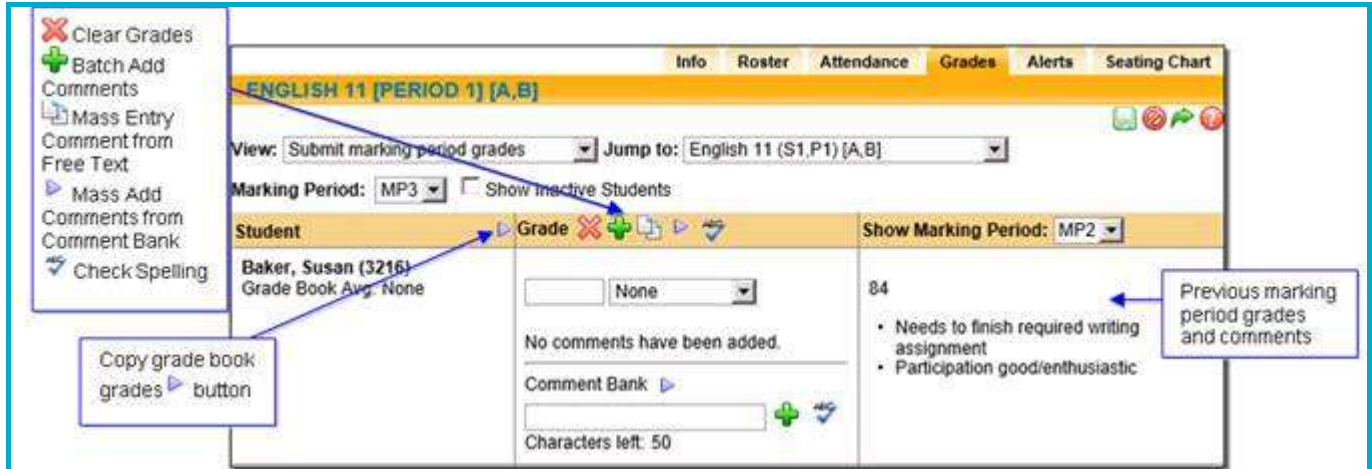 Clear Grades
Batch Add
Comments
Mass Entry
Comment from
Free Text
Mass Add
Comments from
Comment Bank
Check Spelling
Info Roster Attendance Grades Alerts Seating Chart
ENGLISH 11 [PERIOD 1] [A,B]
View: Submit marking period grades Jump to: English 11 (S1,P1) [A,B]
Marking Period: MP3 Show Inactive Students
Student Grade Show Marking Period: MP2
Baker, Susan (3216)
Grade Book Avg. None
None
No comments have been added.
Comment Bank
Characters left: 50
84
• Needs to finish required writing
assignment
• Participation good/enthusiastic
Previous marking
period grades
and comments
Copy grade book
grades button